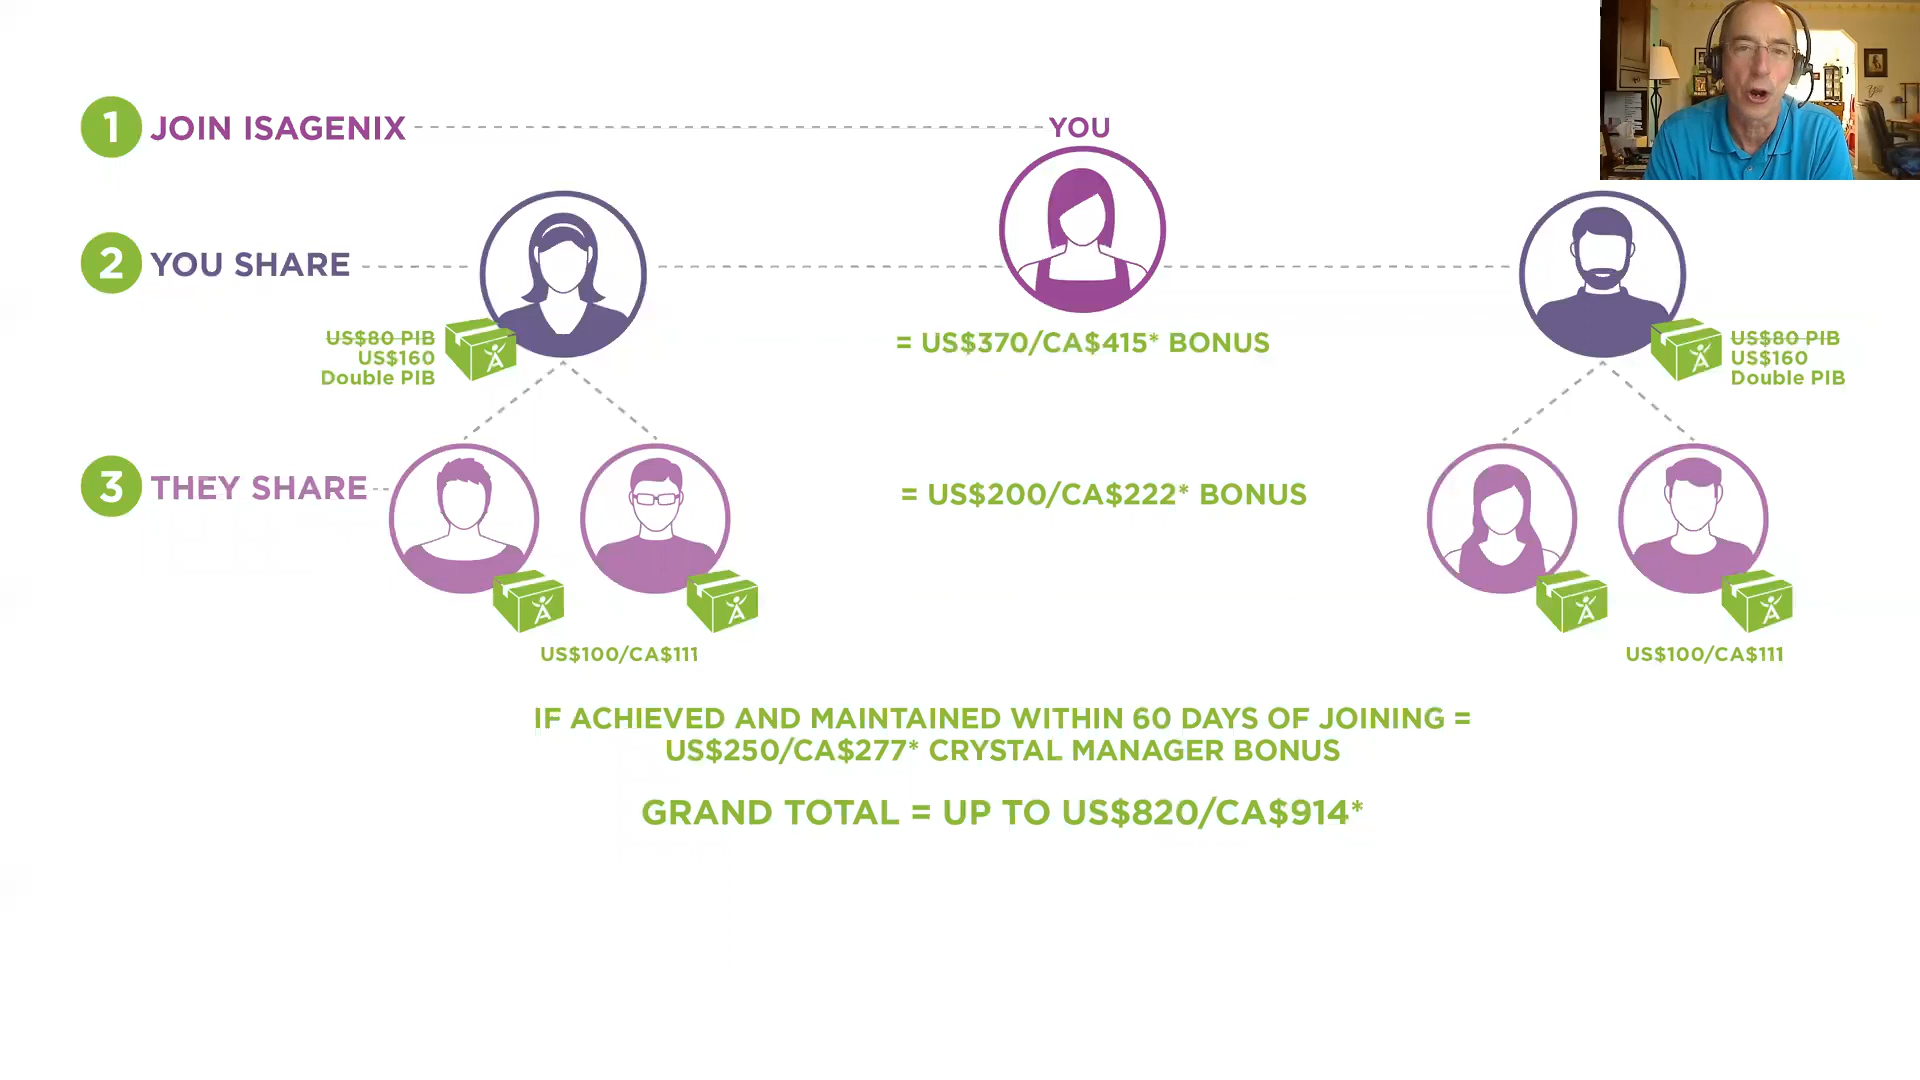 1 JOIN ISAGENIX
YOU
2 YOU SHARE
US$80 PIB
US$160
Double PIB
= US$370/CA$415* BONUS
US$80 PIB
US$160
Double PIB
3 THEY SHARE
= US$200/CA$222* BONUS
US$100/CA$111
US$100/CA$111
IF ACHIEVED AND MAINTAINED WITHIN 60 DAYS OF JOINING =
US$250/CA$277* CRYSTAL MANAGER BONUS
GRAND TOTAL = UP TO US$820/CA$914*